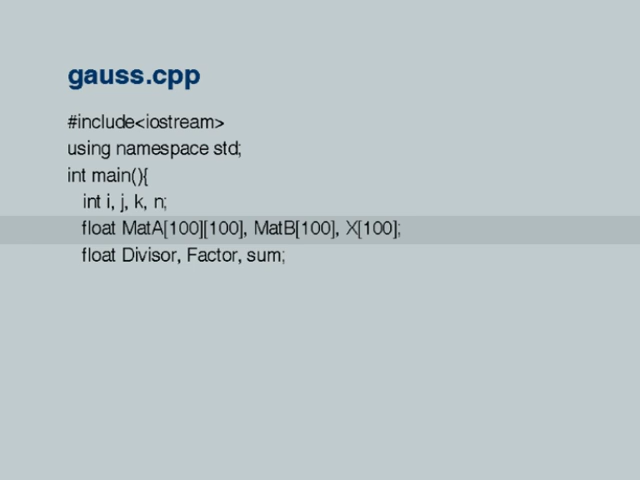 gauss.cpp
#include<iostream>
using namespace std;
int main(){
int i, j, k, n;
float MatA[100][100], MatB[100], X[100];
float Divisor, Factor, sum;